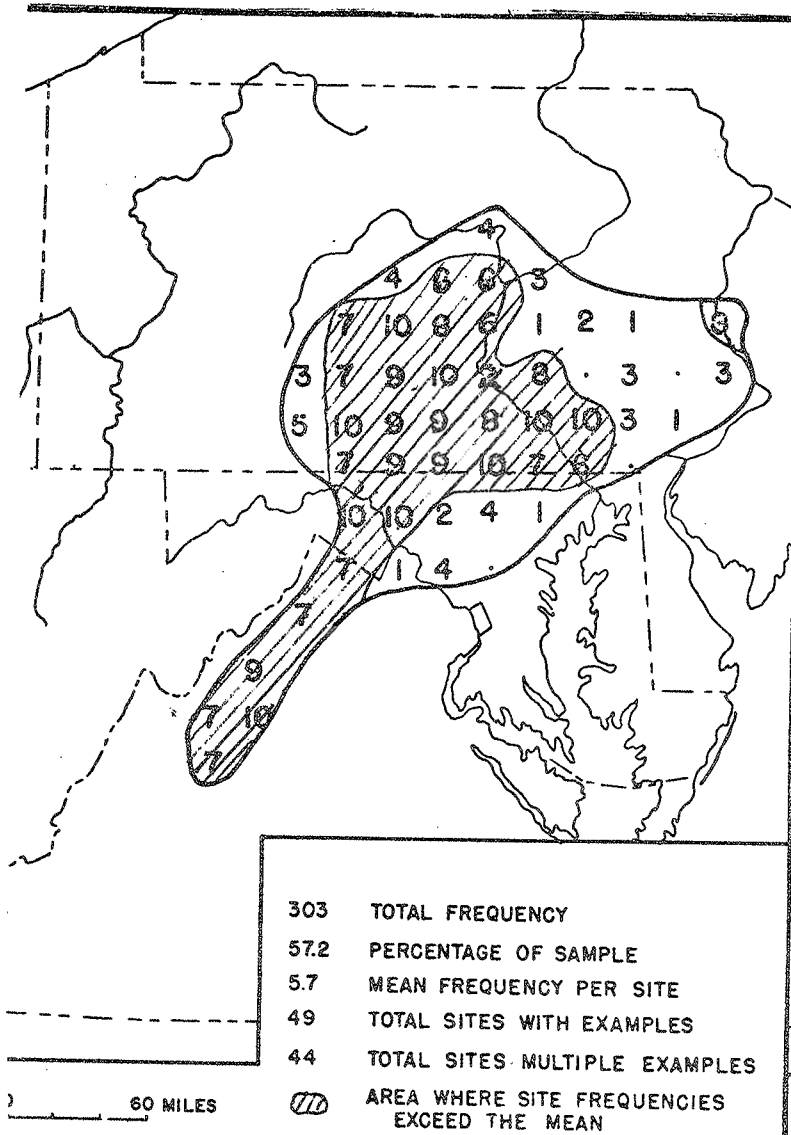 4
4 6 6 3
7 10 8 6 1 2 1
3 7 9 10 3 3
5 10 9 9 8 10 10 3 1
7 9 9 10 7 6
10 10 2 4 1
7 1 4
7
9
7 10
7
303 TOTAL FREQUENCY
57.2 PERCENTAGE OF SAMPLE
5.7 MEAN FREQUENCY PER SITE
49 TOTAL SITES WITH EXAMPLES
44 TOTAL SITES MULTIPLE EXAMPLES
AREA WHERE SITE FREQUENCIES
EXCEED THE MEAN
60 MILES